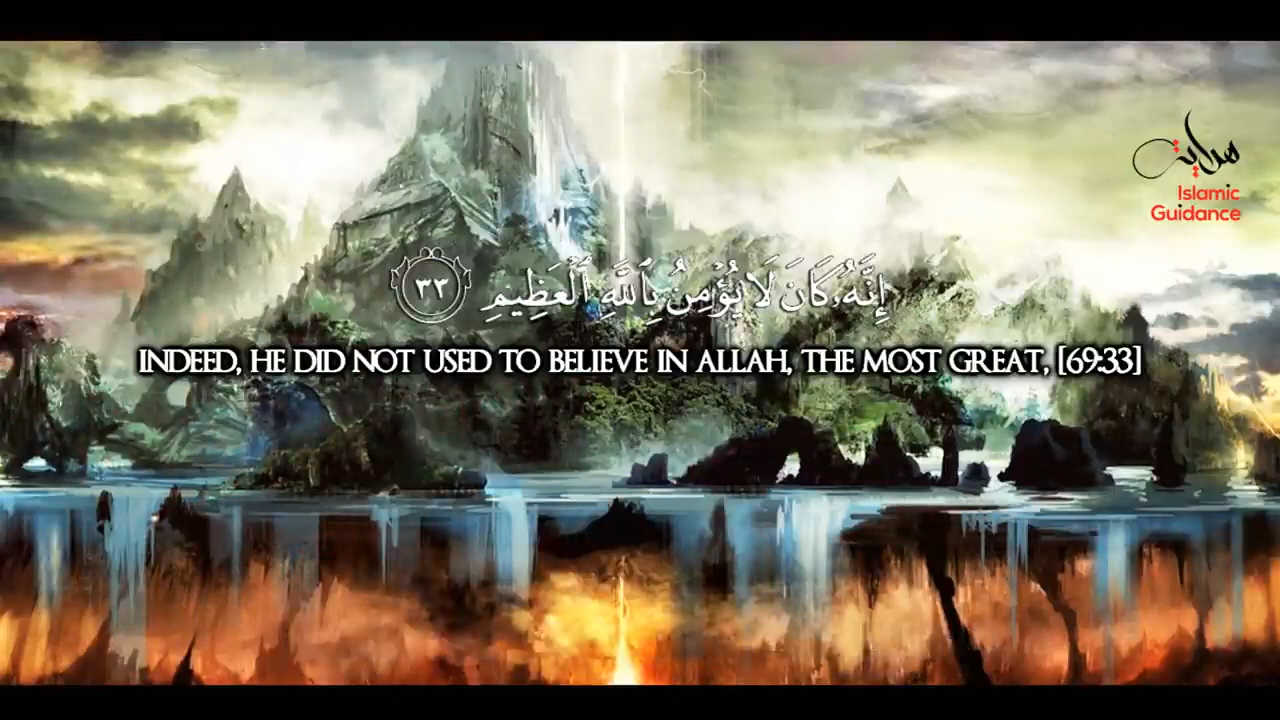 هداية
Islamic
Guidance
إِنَّهُۥ كَانَ لَا يُؤْمِنُ بِٱللَّهِ ٱلْعَظِيمِ ٣٣
INDEED, HE DID NOT USED TO BELIEVE IN ALLAH, THE MOST GREAT, [69:33]